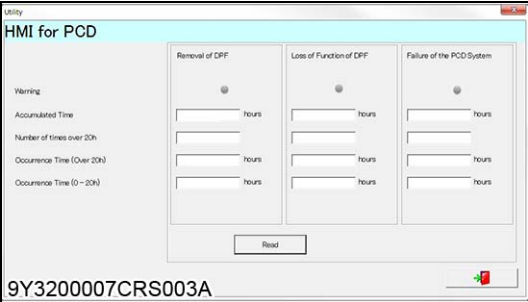 Utility
HMI for PCD
Removal of DPF Loss of Function of DPF Failure of the PCD System
Warning
Accumulated Time hours hours hours
Number of times over 20h
Occurrence Time (Over 20h) hours hours hours
Occurrence Time (0 - 20h) hours hours hours
Read
9Y3200007CRS003A